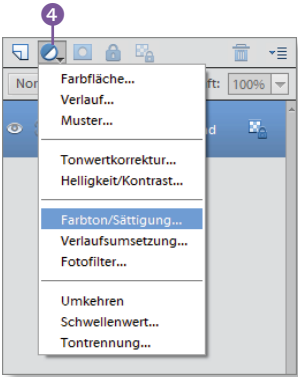 4
Nor
ft: 100%
Farbfläche...
Verlauf...
Muster...
d
Tonwertkorrektur...
Helligkeit/Kontrast...
Farbton/Sättigung...
Verlaufsumsetzung...
Fotofilter...
Umkehren
Schwellenwert...
Tontrennung...